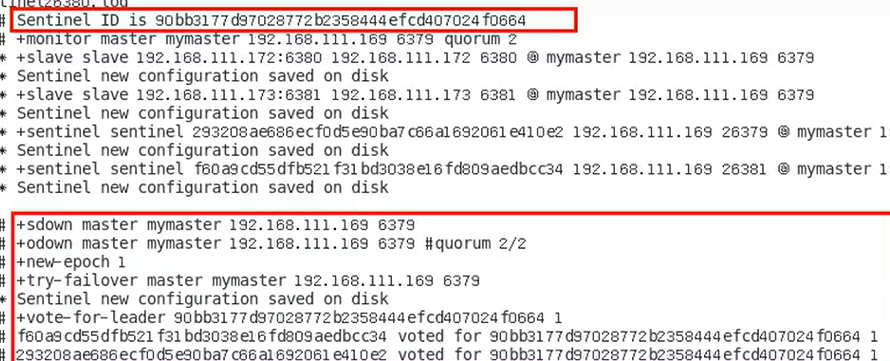 tinel26380.log
# Sentinel ID is 90bb3177d97028772b2358444efcd407024f0664
# +monitor master mymaster 192.168.111.169 6379 quorum 2
* +slave slave 192.168.111.172:6380 192.168.111.172 6380 @ mymaster 192.168.111.169 6379
* Sentinel new configuration saved on disk
* +slave slave 192.168.111.173:6381 192.168.111.173 6381 @ mymaster 192.168.111.169 6379
* Sentinel new configuration saved on disk
* +sentinel sentinel 293208ae686ecf0d5e90ba7c66a1692061e410e2 192.168.111.169 26379 @ mymaster 1
* Sentinel new configuration saved on disk
* +sentinel sentinel f60a9cd55dfb521f31bd3038e16fd809aedbcc34 192.168.111.169 26381 @ mymaster 1
* Sentinel new configuration saved on disk
# +sdown master mymaster 192.168.111.169 6379
# +odown master mymaster 192.168.111.169 6379 #quorum 2/2
# +new-epoch 1
# +try-failover master mymaster 192.168.111.169 6379
* Sentinel new configuration saved on disk
# +vote-for-leader 90bb3177d97028772b2358444efcd407024f0664 1
# f60a9cd55dfb521f31bd3038e16fd809aedbcc34 voted for 90bb3177d97028772b2358444efcd407024f0664 1
# 293208ae686ecf0d5e90ba7c66a1692061e410e2 voted for 90bb3177d97028772b2358444efcd407024f0664 1